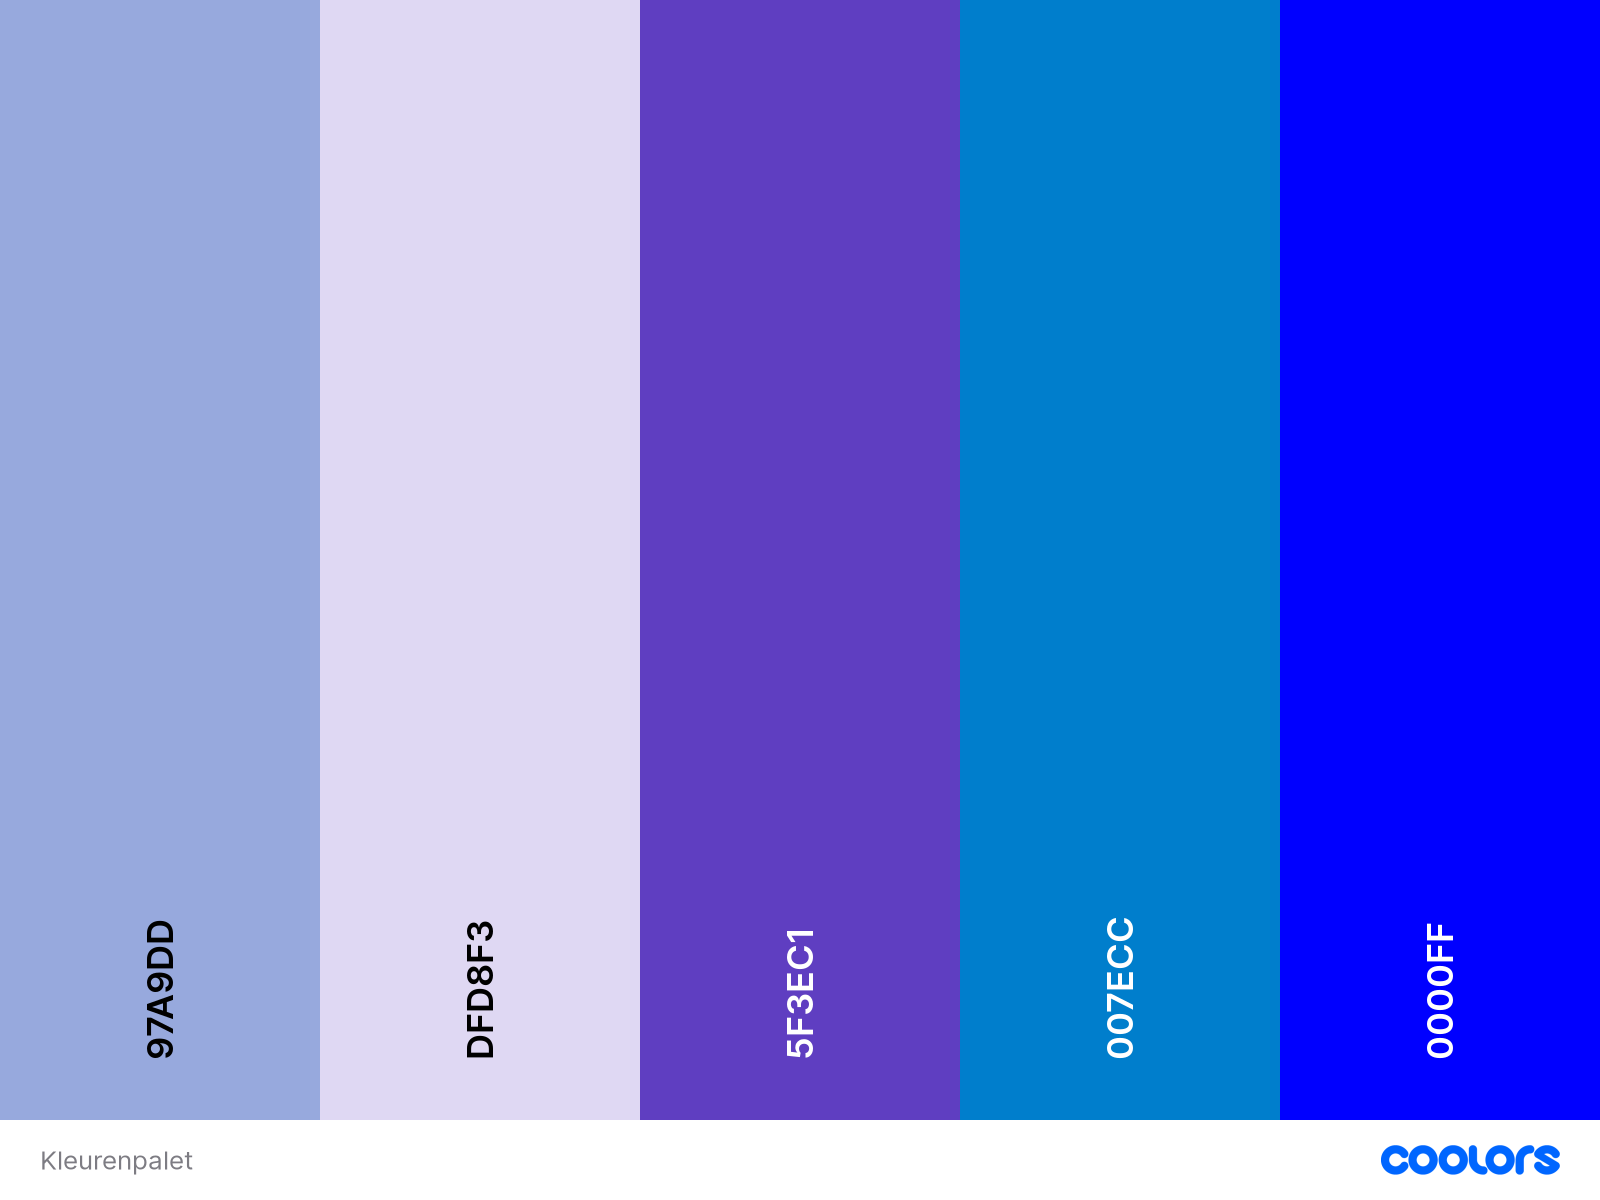 97A9DD
DFD8F3
5F3EC1
007ECC
0000FF
Kleurenpalet
coolors